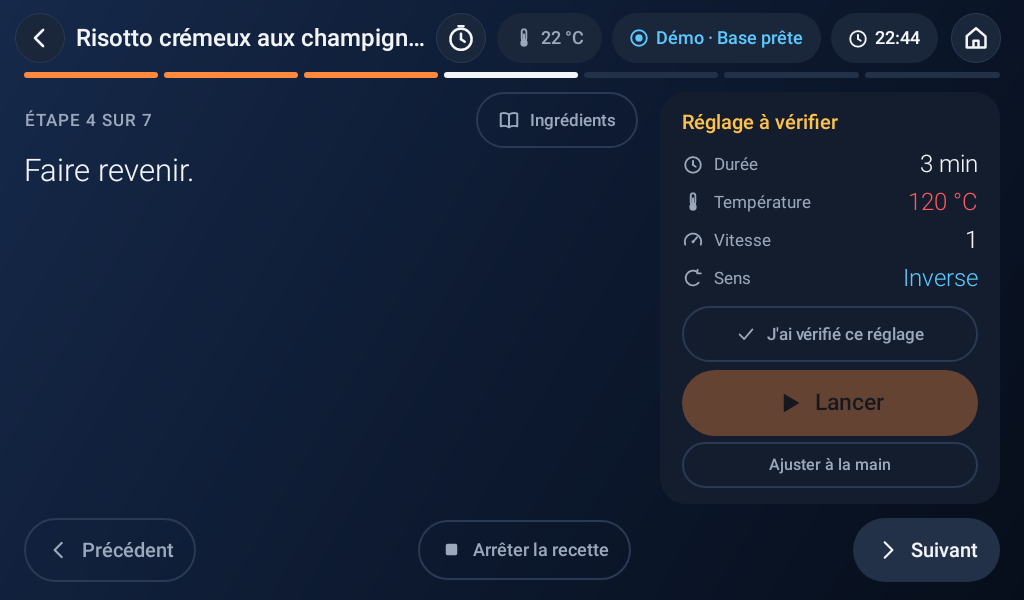 Risotto crémeux aux champign...
22 °C
Démo · Base prête
22:44
ÉTAPE 4 SUR 7
Ingrédients
Faire revenir.
Réglage à vérifier
Durée 3 min
Température 120 °C
Vitesse 1
Sens Inverse
J'ai vérifié ce réglage
Lancer
Ajuster à la main
Précédent
Arrêter la recette
Suivant